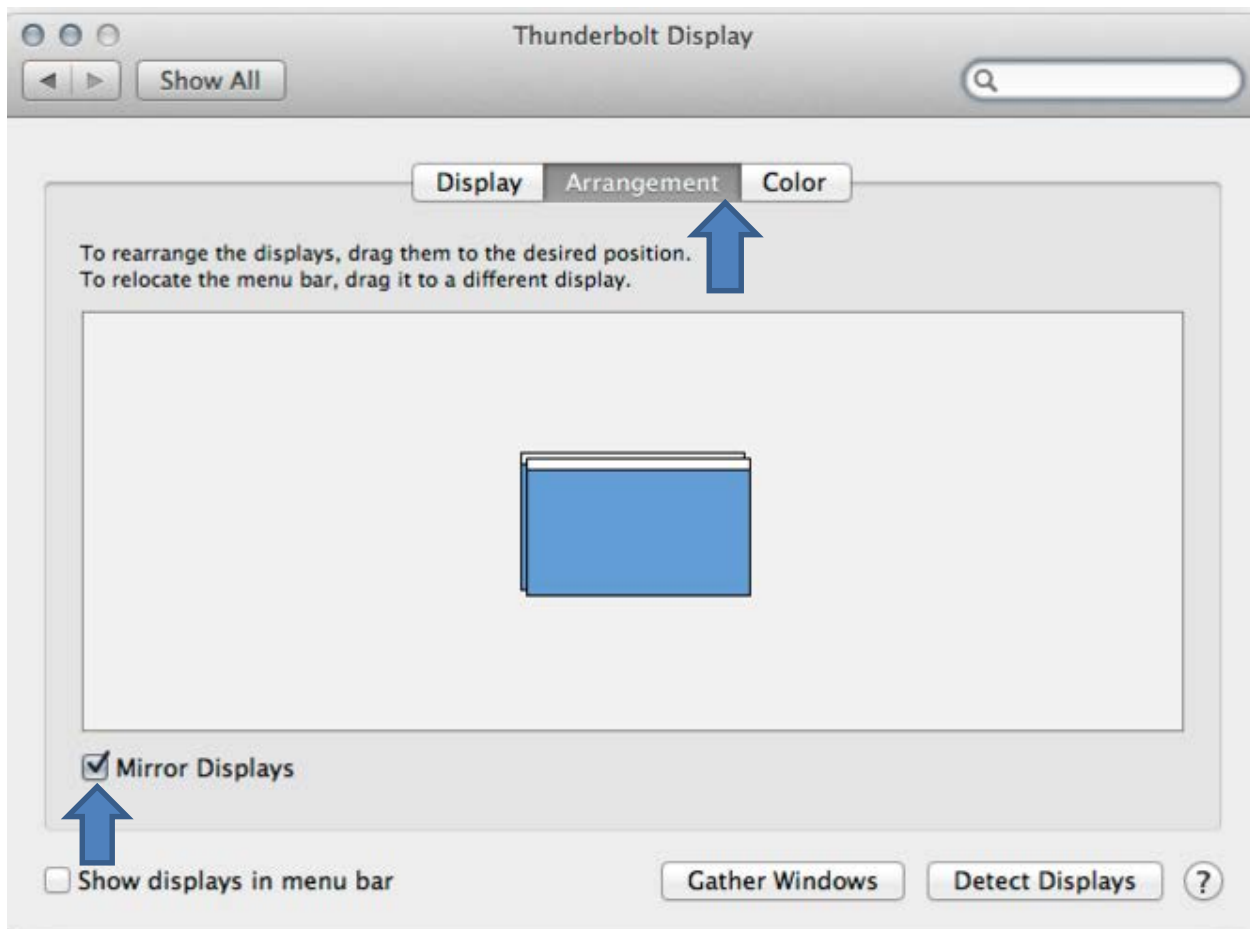 Thunderbolt Display
Show All
Display Arrangement Color
To rearrange the displays, drag them to the desired position.
To relocate the menu bar, drag it to a different display.
Mirror Displays
Show displays in menu bar Gather Windows Detect Displays ?